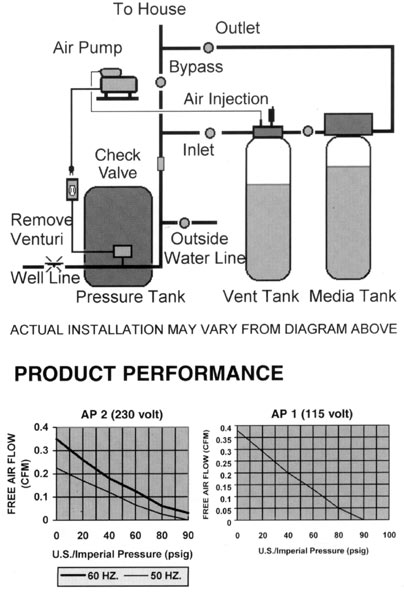 To House
Outlet
Air Pump
Bypass
Air Injection
Check
Valve
Inlet
Remove
Venturi
Outside
Water Line
Well Line
Pressure Tank
Vent Tank
Media Tank
ACTUAL INSTALLATION MAY VARY FROM DIAGRAM ABOVE
PRODUCT PERFORMANCE
AP 2 (230 volt)
FREE AIR FLOW
(CFM)
0.4
0.3
0.2
0.1
0
0 20 40 60 80 90
U.S./Imperial Pressure (psig)
60 HZ. 50 HZ.
AP 1 (115 volt)
FREE AIR FLOW (CFM)
0.4
0.35
0.3
0.25
0.2
0.15
0.1
0.05
0
0 20 40 60 80 90 100
U.S./Imperial Pressure (psig)